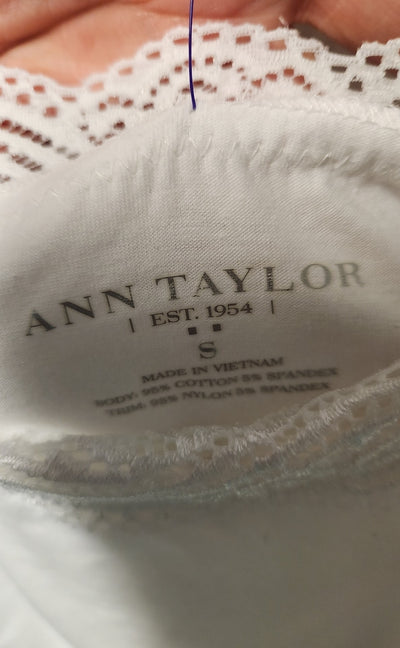 ANN TAYLOR
| EST. 1954 |
S
MADE IN VIETNAM
BODY: 95% COTTON 5% SPANDEX
TRIM: 95% NYLON 5% SPANDEX